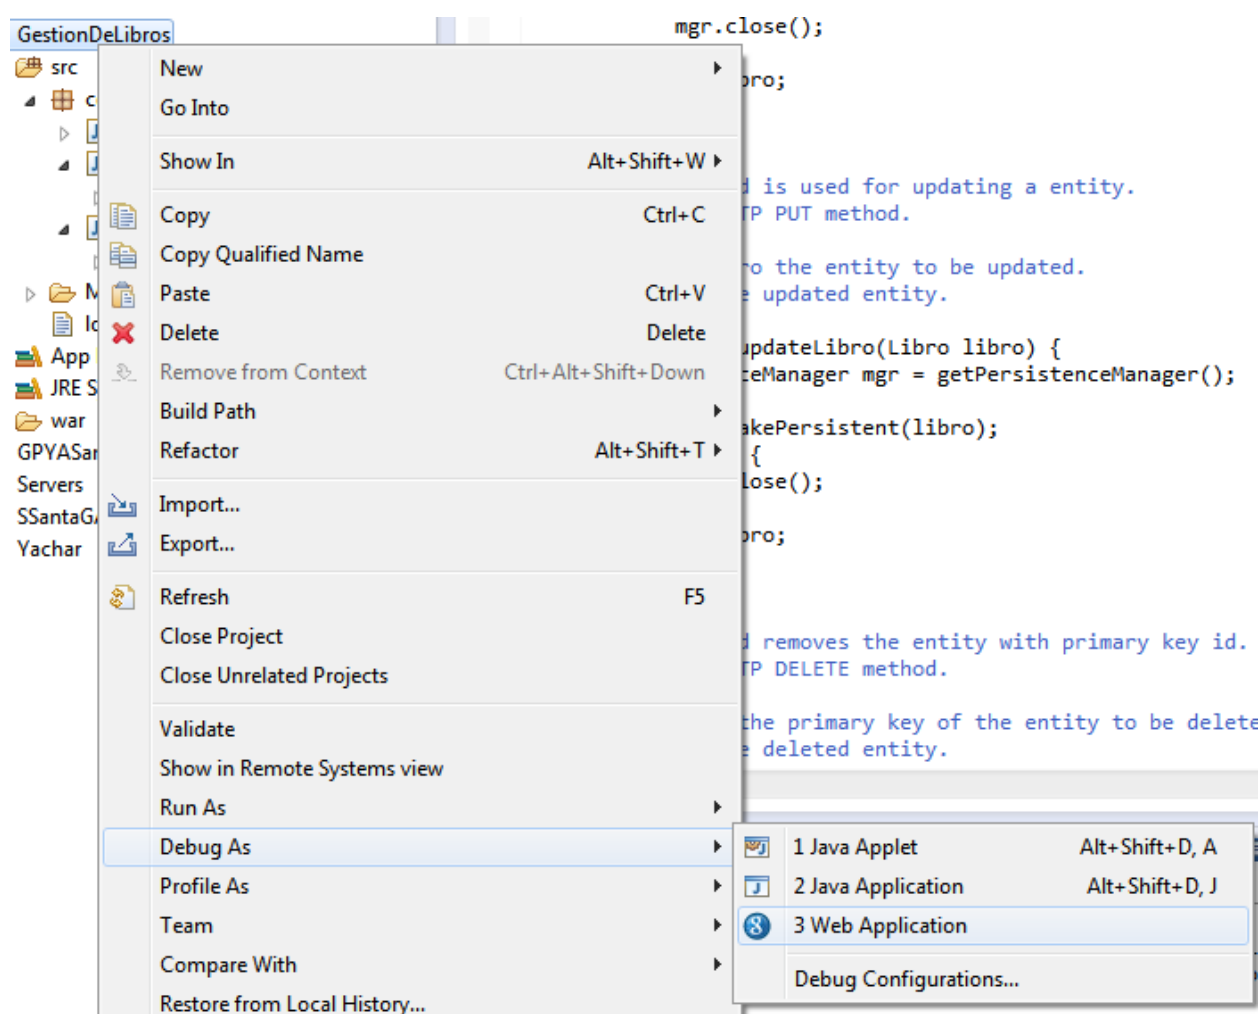 GestionDeLibros
src
App
JRE S
war
Servers
Yachar
New
Go Into
Show In Alt+Shift+W
Copy Ctrl+C
Copy Qualified Name
Paste Ctrl+V
Delete Delete
Remove from Context Ctrl+Alt+Shift+Down
Build Path
Refactor Alt+Shift+T
Import...
Export...
Refresh F5
Close Project
Close Unrelated Projects
Validate
Show in Remote Systems view
Run As
Debug As
Profile As
Team
Compare With
Restore from Local History...
1 Java Applet Alt+Shift+D, A
2 Java Application Alt+Shift+D, J
3 Web Application
Debug Configurations...
mgr.close();
bro;
d is used for updating a entity.
TP PUT method.
ro the entity to be updated.
e updated entity.
updateLibro(Libro libro) {
ceManager mgr = getPersistenceManager();
akePersistent(libro);
{
lose();
bro;
d removes the entity with primary key id.
TP DELETE method.
the primary key of the entity to be delete
e deleted entity.